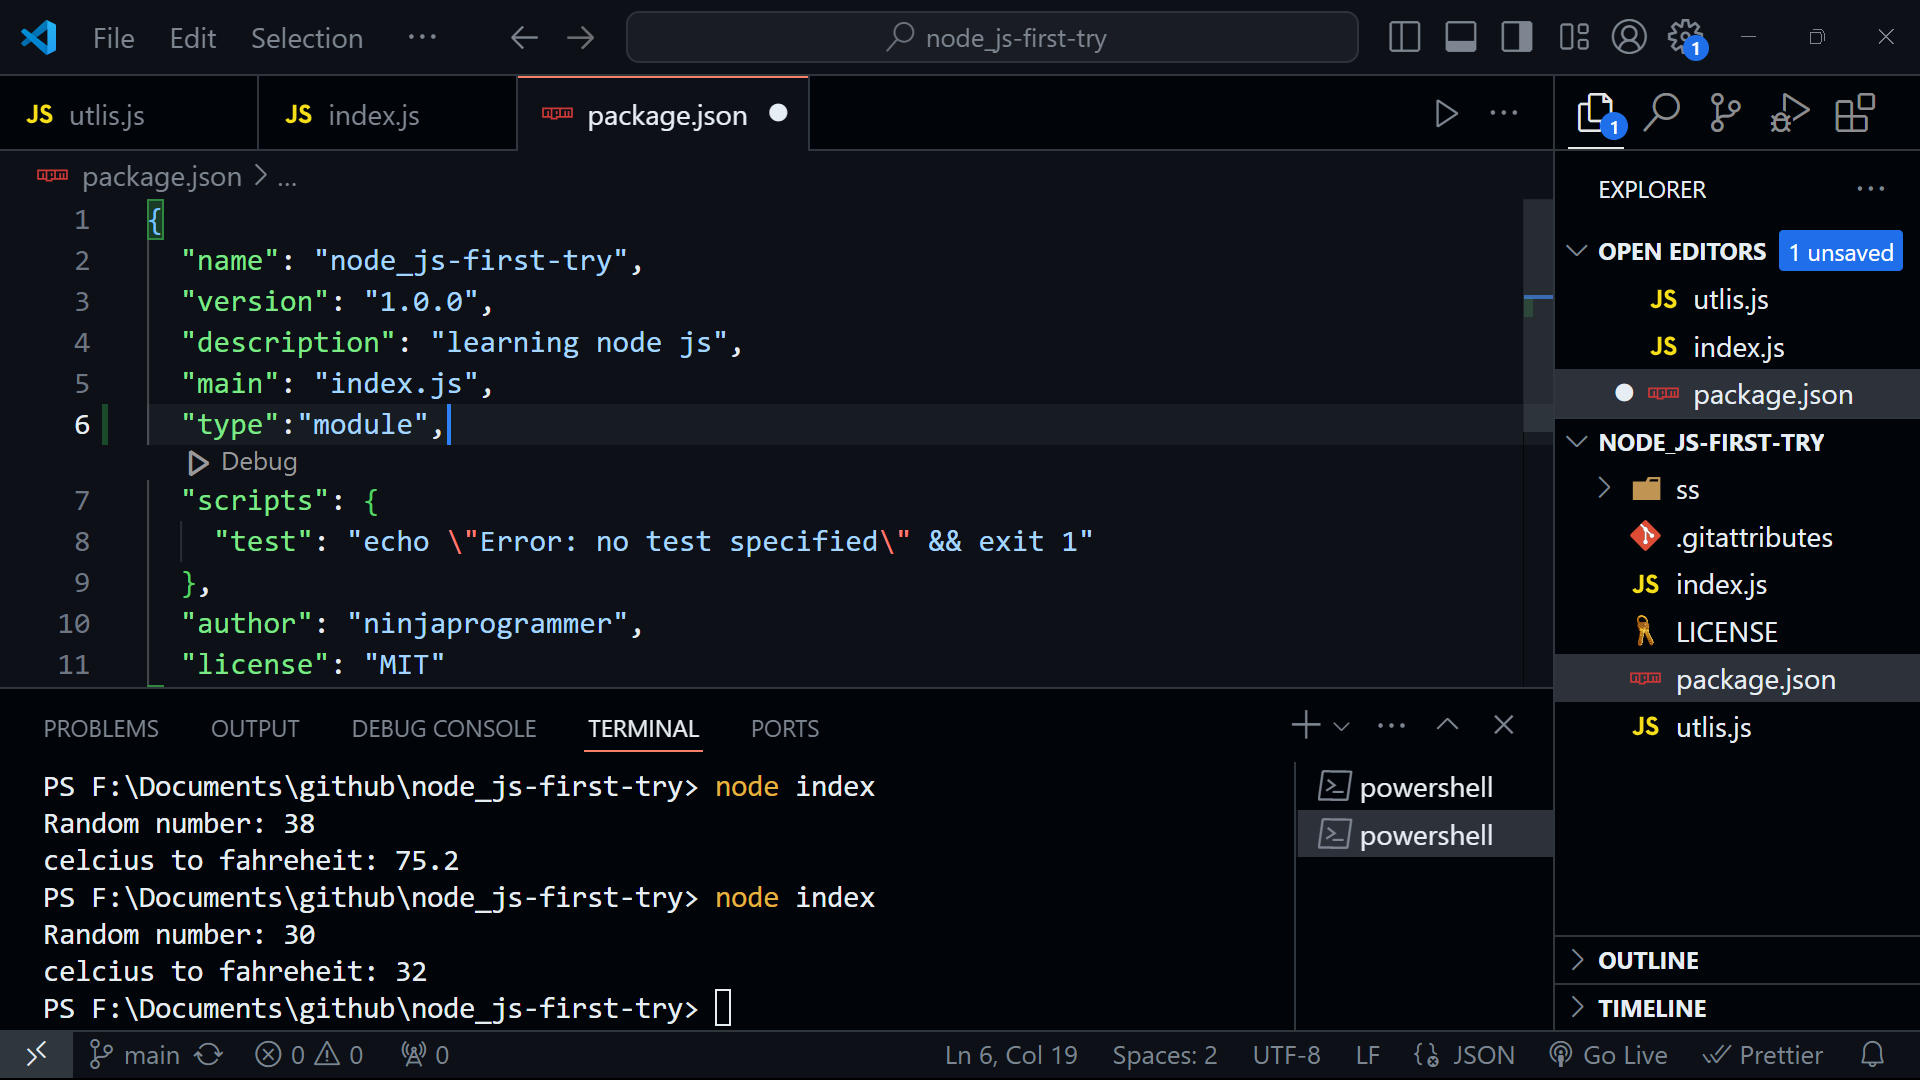 File Edit Selection ··· node_js-first-try 1
JS utlis.js JS index.js package.json ● ···
1
package.json > ...
EXPLORER ···
1 {
2 "name": "node_js-first-try",
3 "version": "1.0.0",
4 "description": "learning node js",
5 "main": "index.js",
6 "type":"module",
Debug
7 "scripts": {
8 "test": "echo \"Error: no test specified\" && exit 1"
9 },
10 "author": "ninjaprogrammer",
11 "license": "MIT"
OPEN EDITORS 1 unsaved
JS utlis.js
JS index.js
● package.json
NODE_JS-FIRST-TRY
> ss
.gitattributes
JS index.js
LICENSE
package.json
JS utlis.js
OUTLINE
TIMELINE
PROBLEMS OUTPUT DEBUG CONSOLE TERMINAL PORTS
PS F:\Documents\github\node_js-first-try> node index
Random number: 38
celcius to fahreheit: 75.2
PS F:\Documents\github\node_js-first-try> node index
Random number: 30
celcius to fahreheit: 32
PS F:\Documents\github\node_js-first-try>
powershell
powershell
main 0 0 0 Ln 6, Col 19 Spaces: 2 UTF-8 LF JSON Go Live Prettier